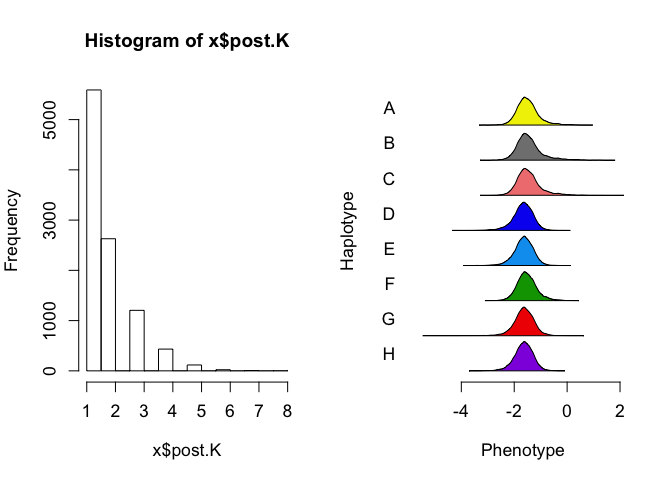 Histogram of x$post.K
Frequency
0
1000
3000
5000
1 2 3 4 5 6 7 8
x$post.K
Haplotype
A
B
C
D
E
F
G
H
-4 -2 0 2
Phenotype